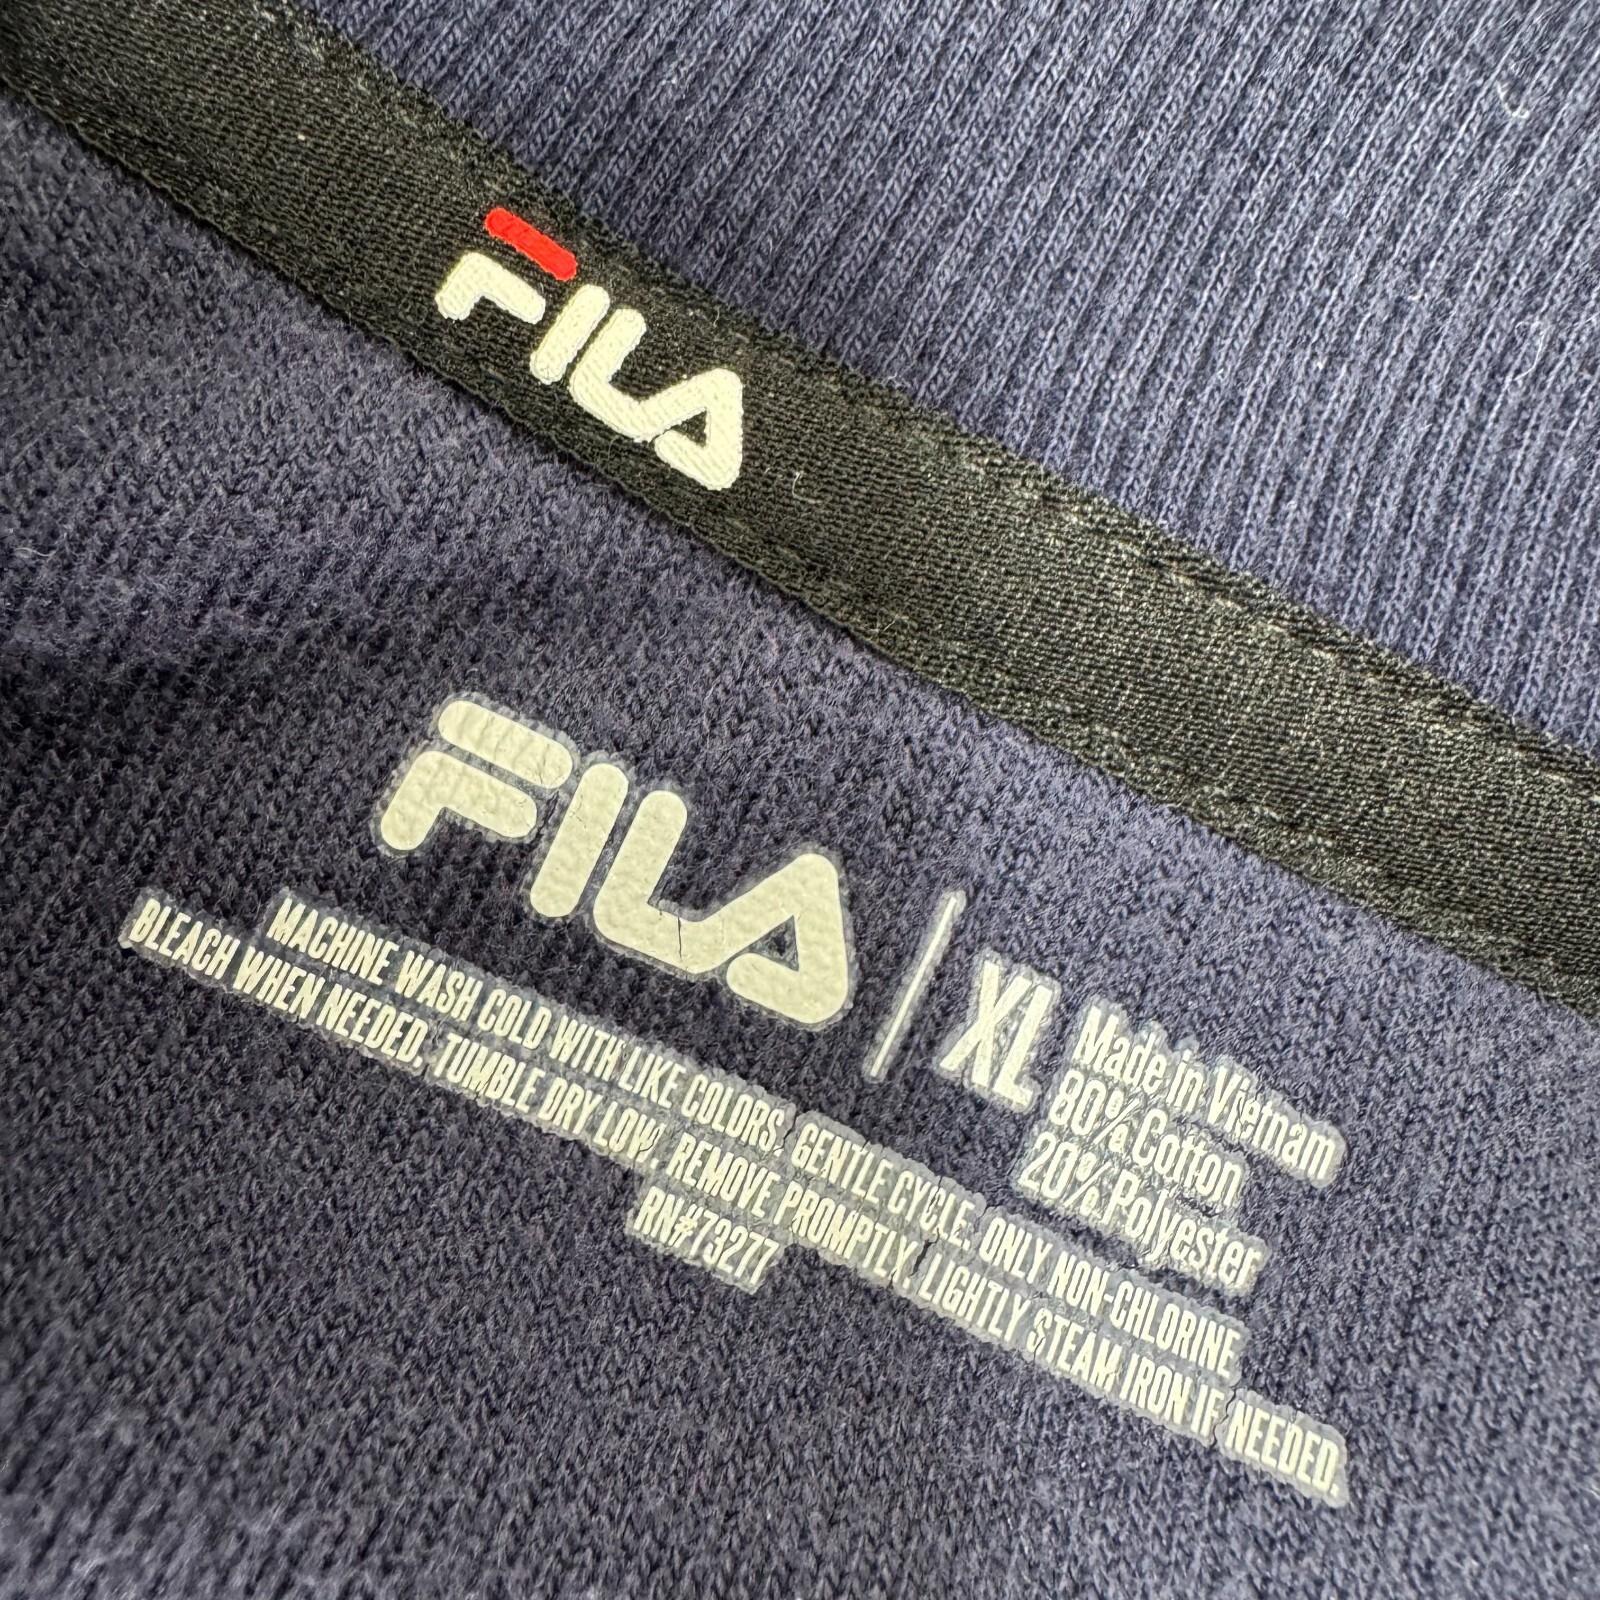 FILA
FILA
XL
Made in Vietnam
80% Cotton
20% Polyester
MACHINE WASH COLD WITH LIKE COLORS, GENTLE CYCLE, ONLY NON-CHLORINE
BLEACH WHEN NEEDED, TUMBLE DRY LOW, REMOVE PROMPTLY, LIGHTLY STEAM IRON IF NEEDED.
RN#73277